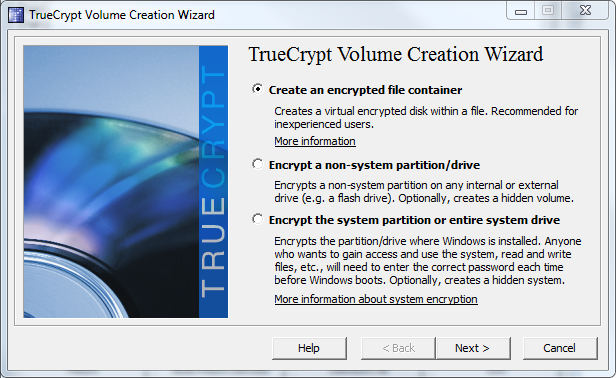 TrueCrypt Volume Creation Wizard
TRUECRYPT
TrueCrypt Volume Creation Wizard
Create an encrypted file container
Creates a virtual encrypted disk within a file. Recommended for
inexperienced users.
More information
Encrypt a non-system partition/drive
Encrypts a non-system partition on any internal or external
drive (e.g. a flash drive). Optionally, creates a hidden volume.
Encrypt the system partition or entire system drive
Encrypts the partition/drive where Windows is installed. Anyone
who wants to gain access and use the system, read and write
files, etc., will need to enter the correct password each time
before Windows boots. Optionally, creates a hidden system.
More information about system encryption
Help
< Back
Next >
Cancel